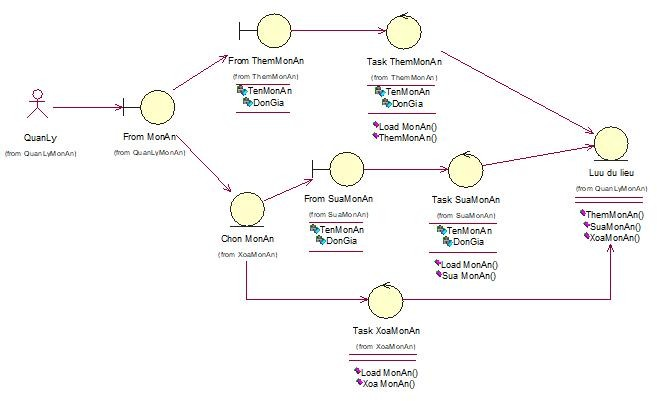 From ThemMonAn
(from ThemMonAn)
TenMonAn
DonGia
Task ThemMonAn
(from ThemMonAn)
TenMonAn
DonGia
Load MonAn()
ThemMonAn()
QuanLy
(from QuanLyMonAn)
From MonAn
(from QuanLyMonAn)
Chon MonAn
(from XoaMonAn)
From SuaMonAn
(from SuaMonAn)
TenMonAn
DonGia
Task SuaMonAn
(from SuaMonAn)
TenMonAn
DonGia
Load MonAn()
Sua MonAn()
Luu du lieu
(from QuanLyMonAn)
ThemMonAn()
SuaMonAn()
XoaMonAn()
Task XoaMonAn
(from XoaMonAn)
Load MonAn()
Xoa MonAn()